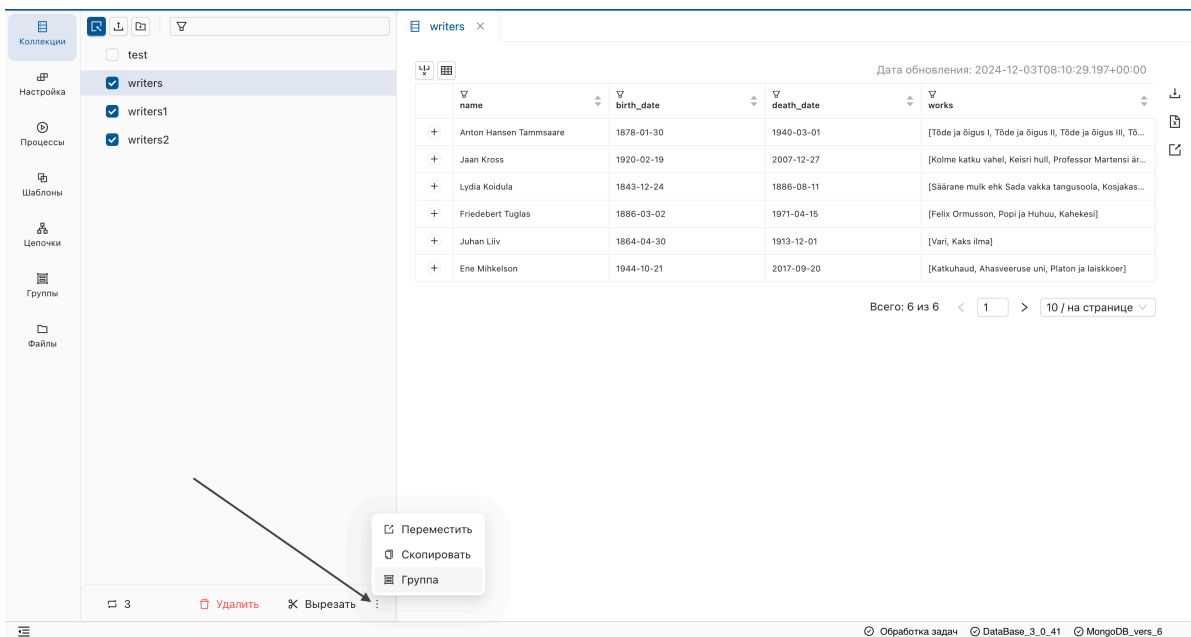 Коллекции
Настройка
Процессы
Шаблоны
Цепочки
Группы
Файлы
test
writers
writers1
writers2
writers
Дата обновления: 2024-12-03T08:10:29.197+00:00
name birth_date death_date works
Anton Hansen Tammsaare 1878-01-30 1940-03-01 [Tõde ja õigus I, Tõde ja õigus II, Tõde ja õigus III, Tõ...
Jaan Kross 1920-02-19 2007-12-27 [Kolme katku vahel, Keisri hull, Professor Martensi är...
Lydia Koidula 1843-12-24 1886-08-11 [Säärane mulk ehk Sada vakka tangusoola, Kosjakas...
Friedebert Tuglas 1886-03-02 1971-04-15 [Felix Ormusson, Popi ja Huhuu, Kahekesi]
Juhan Liiv 1864-04-30 1913-12-01 [Vari, Kaks ilma]
Ene Mihkelson 1944-10-21 2017-09-20 [Katkuhaud, Ahasveeruse uni, Platon ja laiskkoer]
Всего: 6 из 6 < 1 > 10 / на странице
Переместить
Скопировать
Группа
3 Удалить Вырезать
Обработка задач DataBase_3_0_41 MongoDB_vers_6